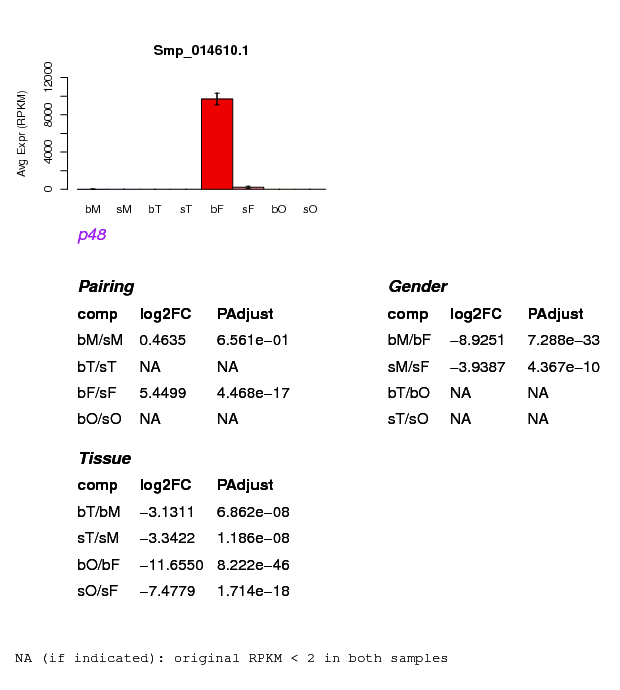 Smp_014610.1
Avg Expr (RPKM)
0 4000 8000 12000
bM sM bT sT bF sF bO sO
p48
Pairing
comp log2FC PAdjust
bM/sM 0.4635 6.561e−01
bT/sT NA NA
bF/sF 5.4499 4.468e−17
bO/sO NA NA
Gender
comp log2FC PAdjust
bM/bF −8.9251 7.288e−33
sM/sF −3.9387 4.367e−10
bT/bO NA NA
sT/sO NA NA
Tissue
comp log2FC PAdjust
bT/bM −3.1311 6.862e−08
sT/sM −3.3422 1.186e−08
bO/bF −11.6550 8.222e−46
sO/sF −7.4779 1.714e−18
NA (if indicated): original RPKM < 2 in both samples